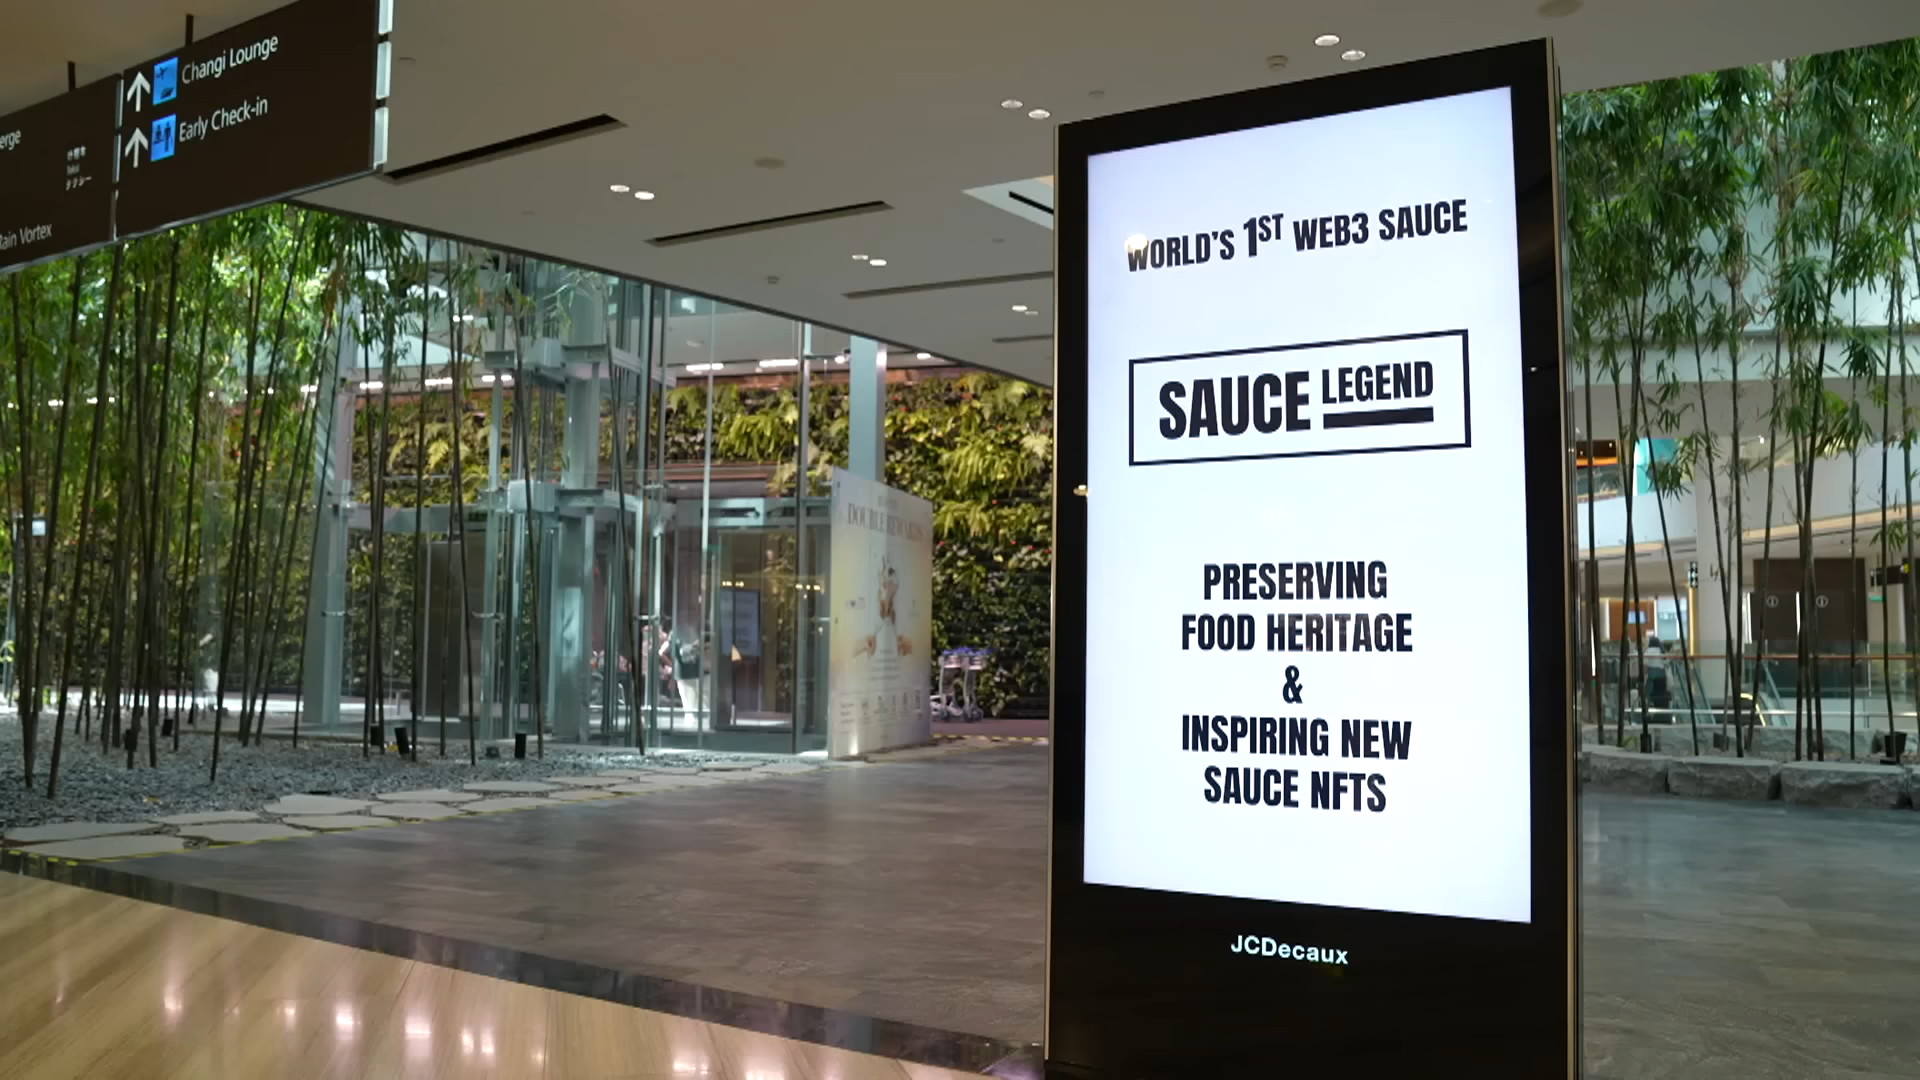 Changi Lounge
Early Check-in
Rain Vortex
WORLD'S 1ST WEB3 SAUCE
SAUCE LEGEND
PRESERVING
FOOD HERITAGE
&
INSPIRING NEW
SAUCE NFTS
JCDecaux
DOUBLE REWARDS